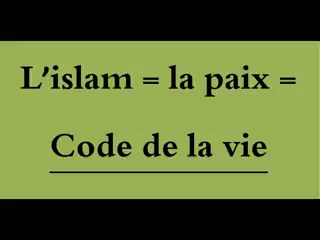 L'islam = la paix =
Code de la vie